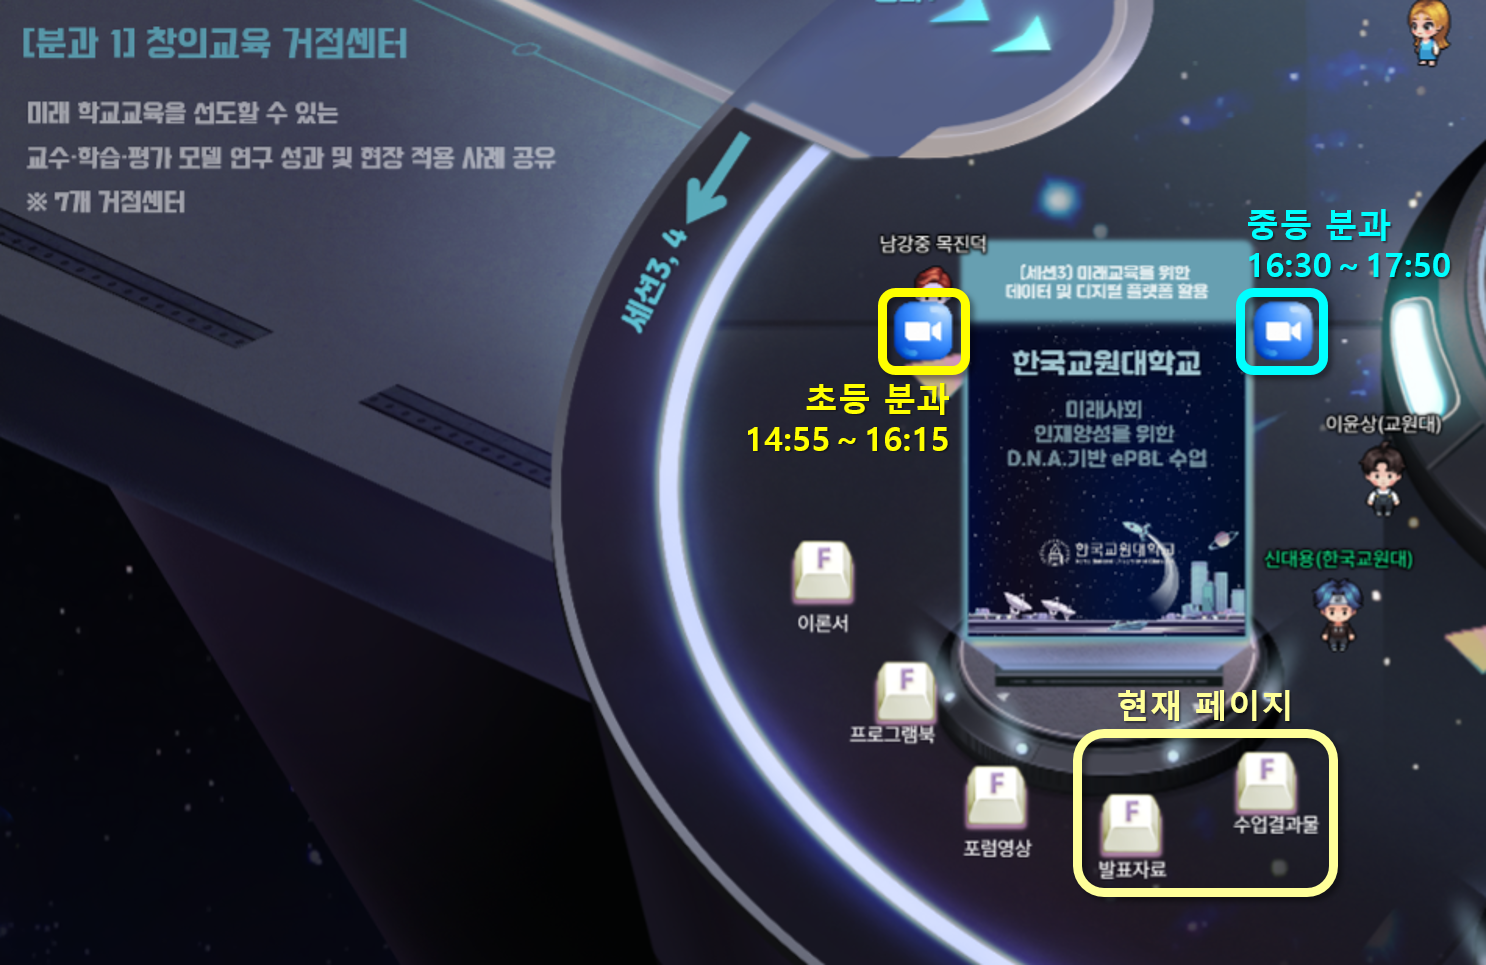 [분과 1] 창의교육 거점센터
미래 학교교육을 선도할 수 있는
교수·학습·평가 모델 연구 성과 및 현장 적용 사례 공유
※ 7개 거점센터
세션3, 4
남강중 목진덕
중등 분과
16:30 ~ 17:50
(세션3) 미래교육을 위한
데이터 및 디지털 플랫폼 활용
초등 분과
14:55 ~ 16:15
한국교원대학교
미래사회
인재양성을 위한
D.N.A.기반 ePBL 수업
이윤상(교원대)
한국교원대학교
신대용(한국교원대)
F
이론서
F
프로그램북
현재 페이지
F
포럼영상
F
발표자료
F
수업결과물